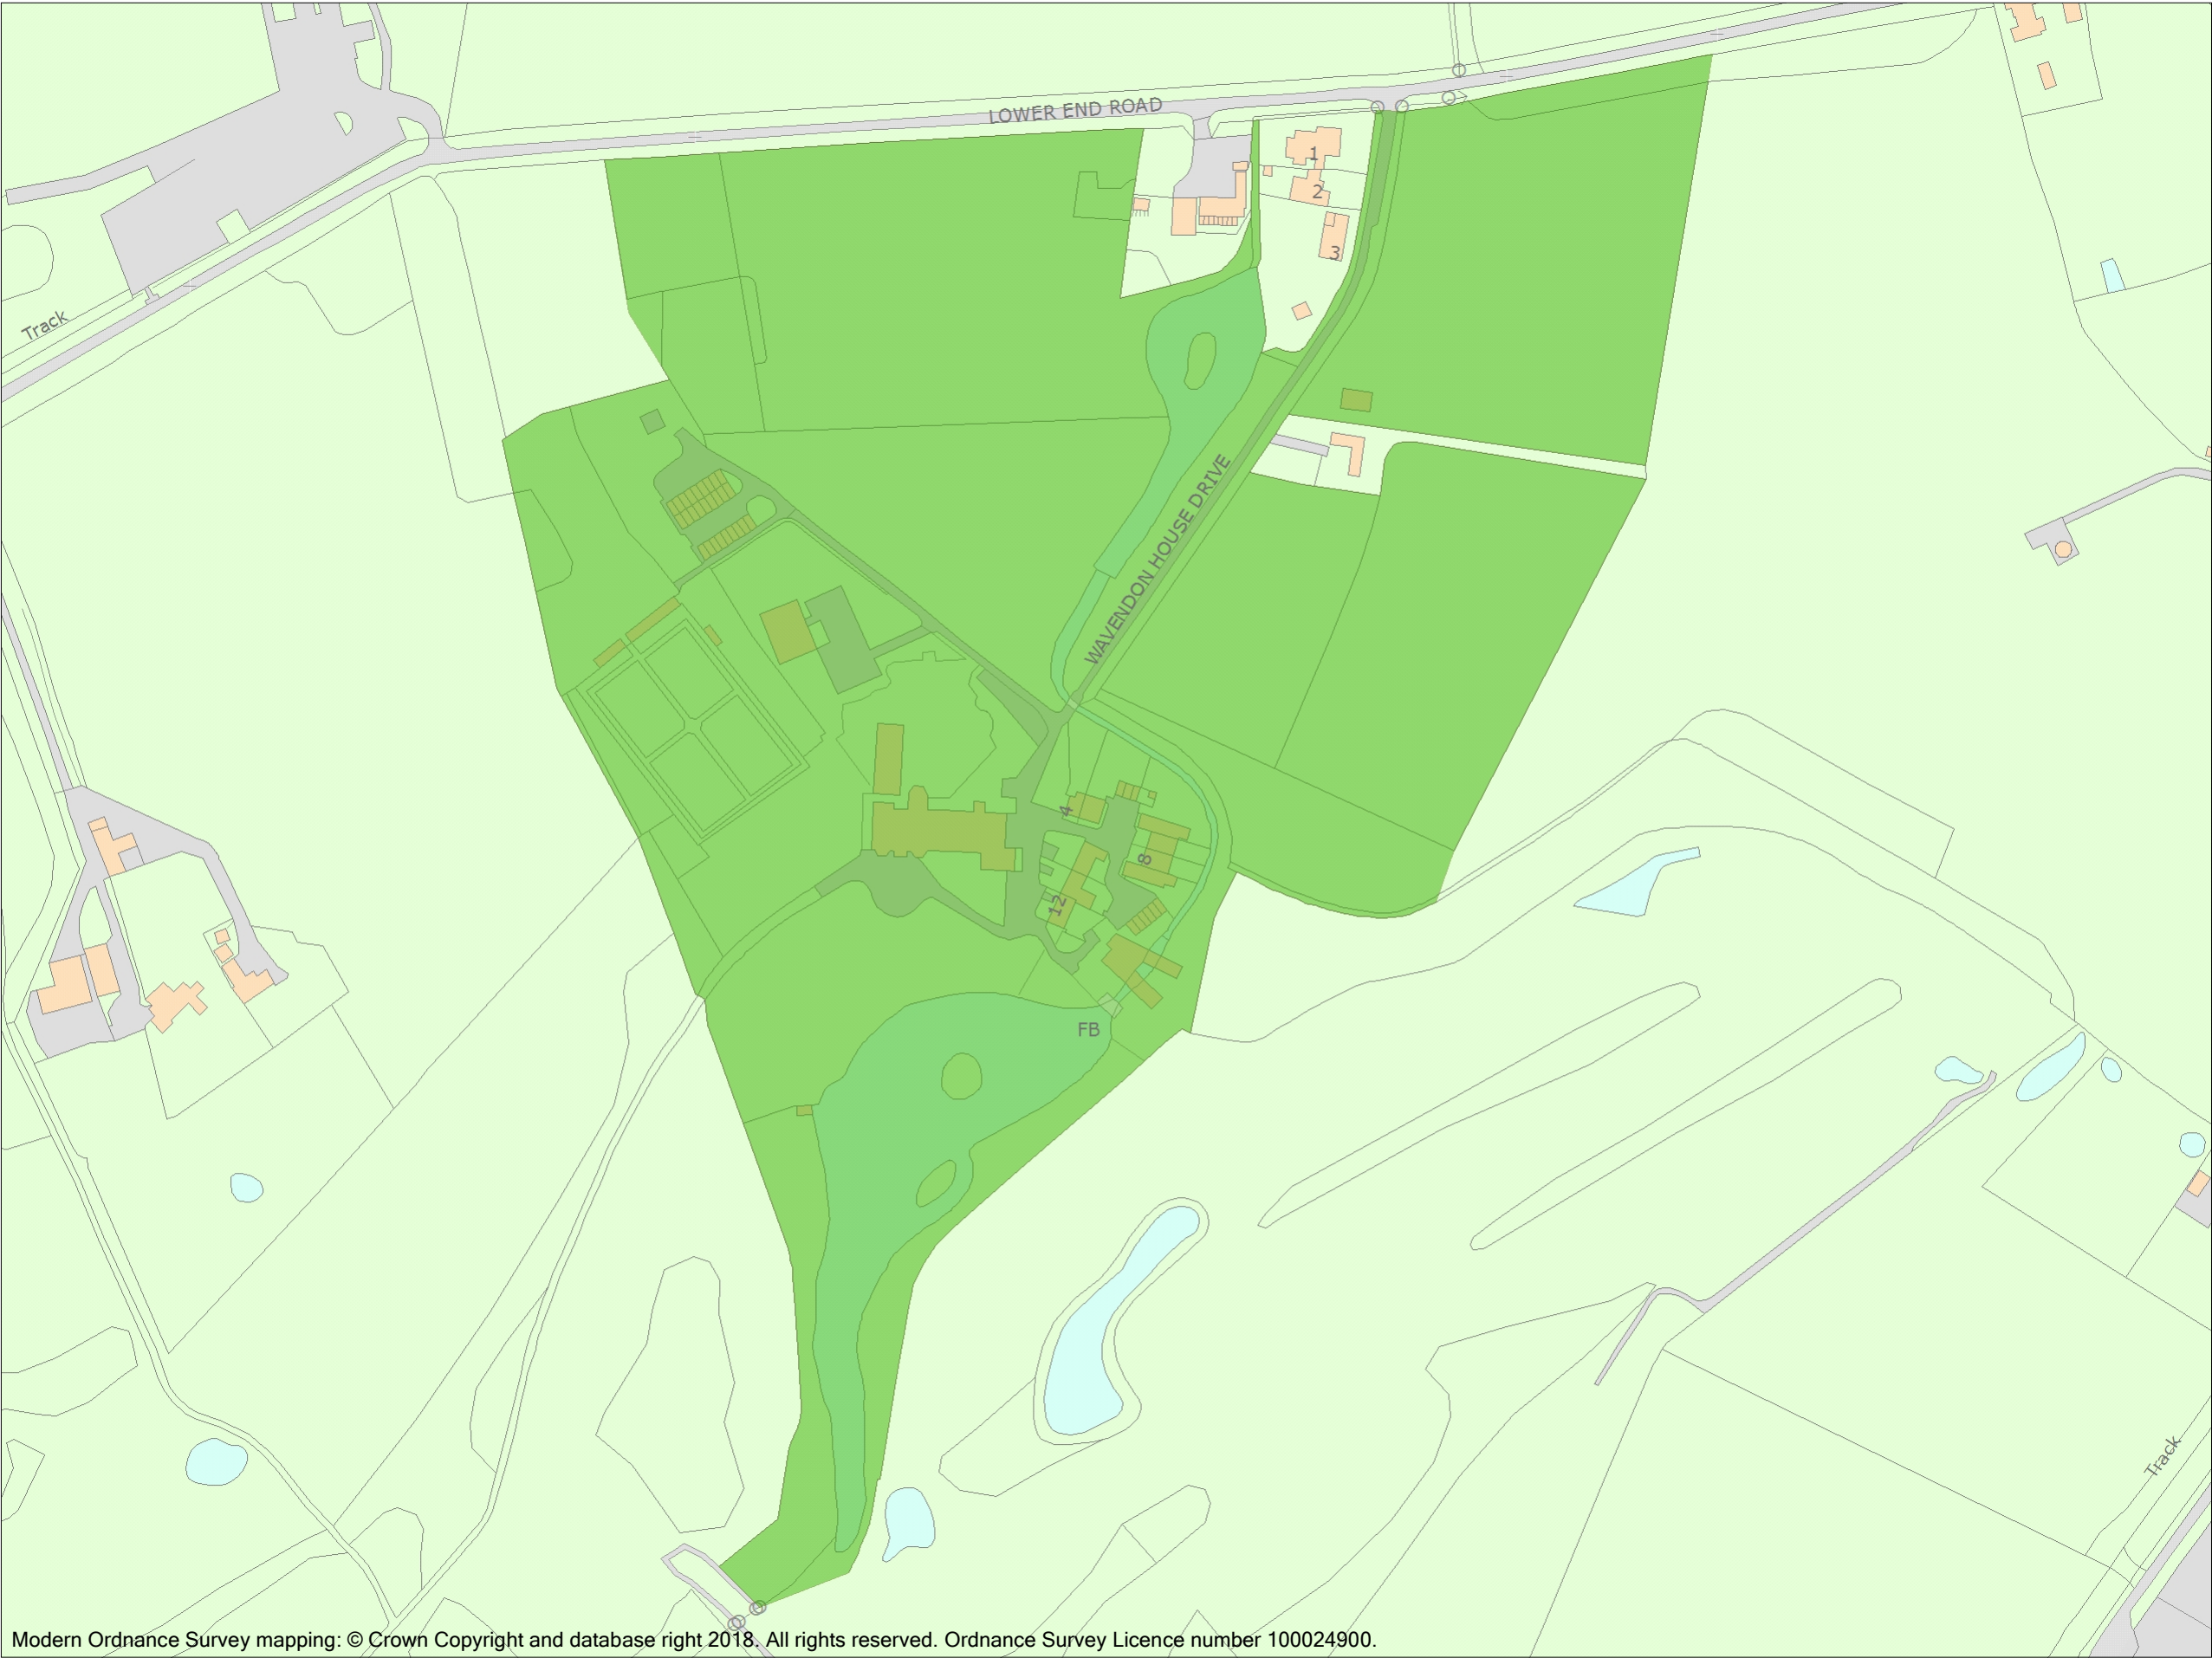 LOWER END ROAD
1
2
3
Track
WAVENDON HOUSE DRIVE
4
8
12
FB
Track
Modern Ordnance Survey mapping: © Crown Copyright and database right 2018. All rights reserved. Ordnance Survey Licence number 100024900.